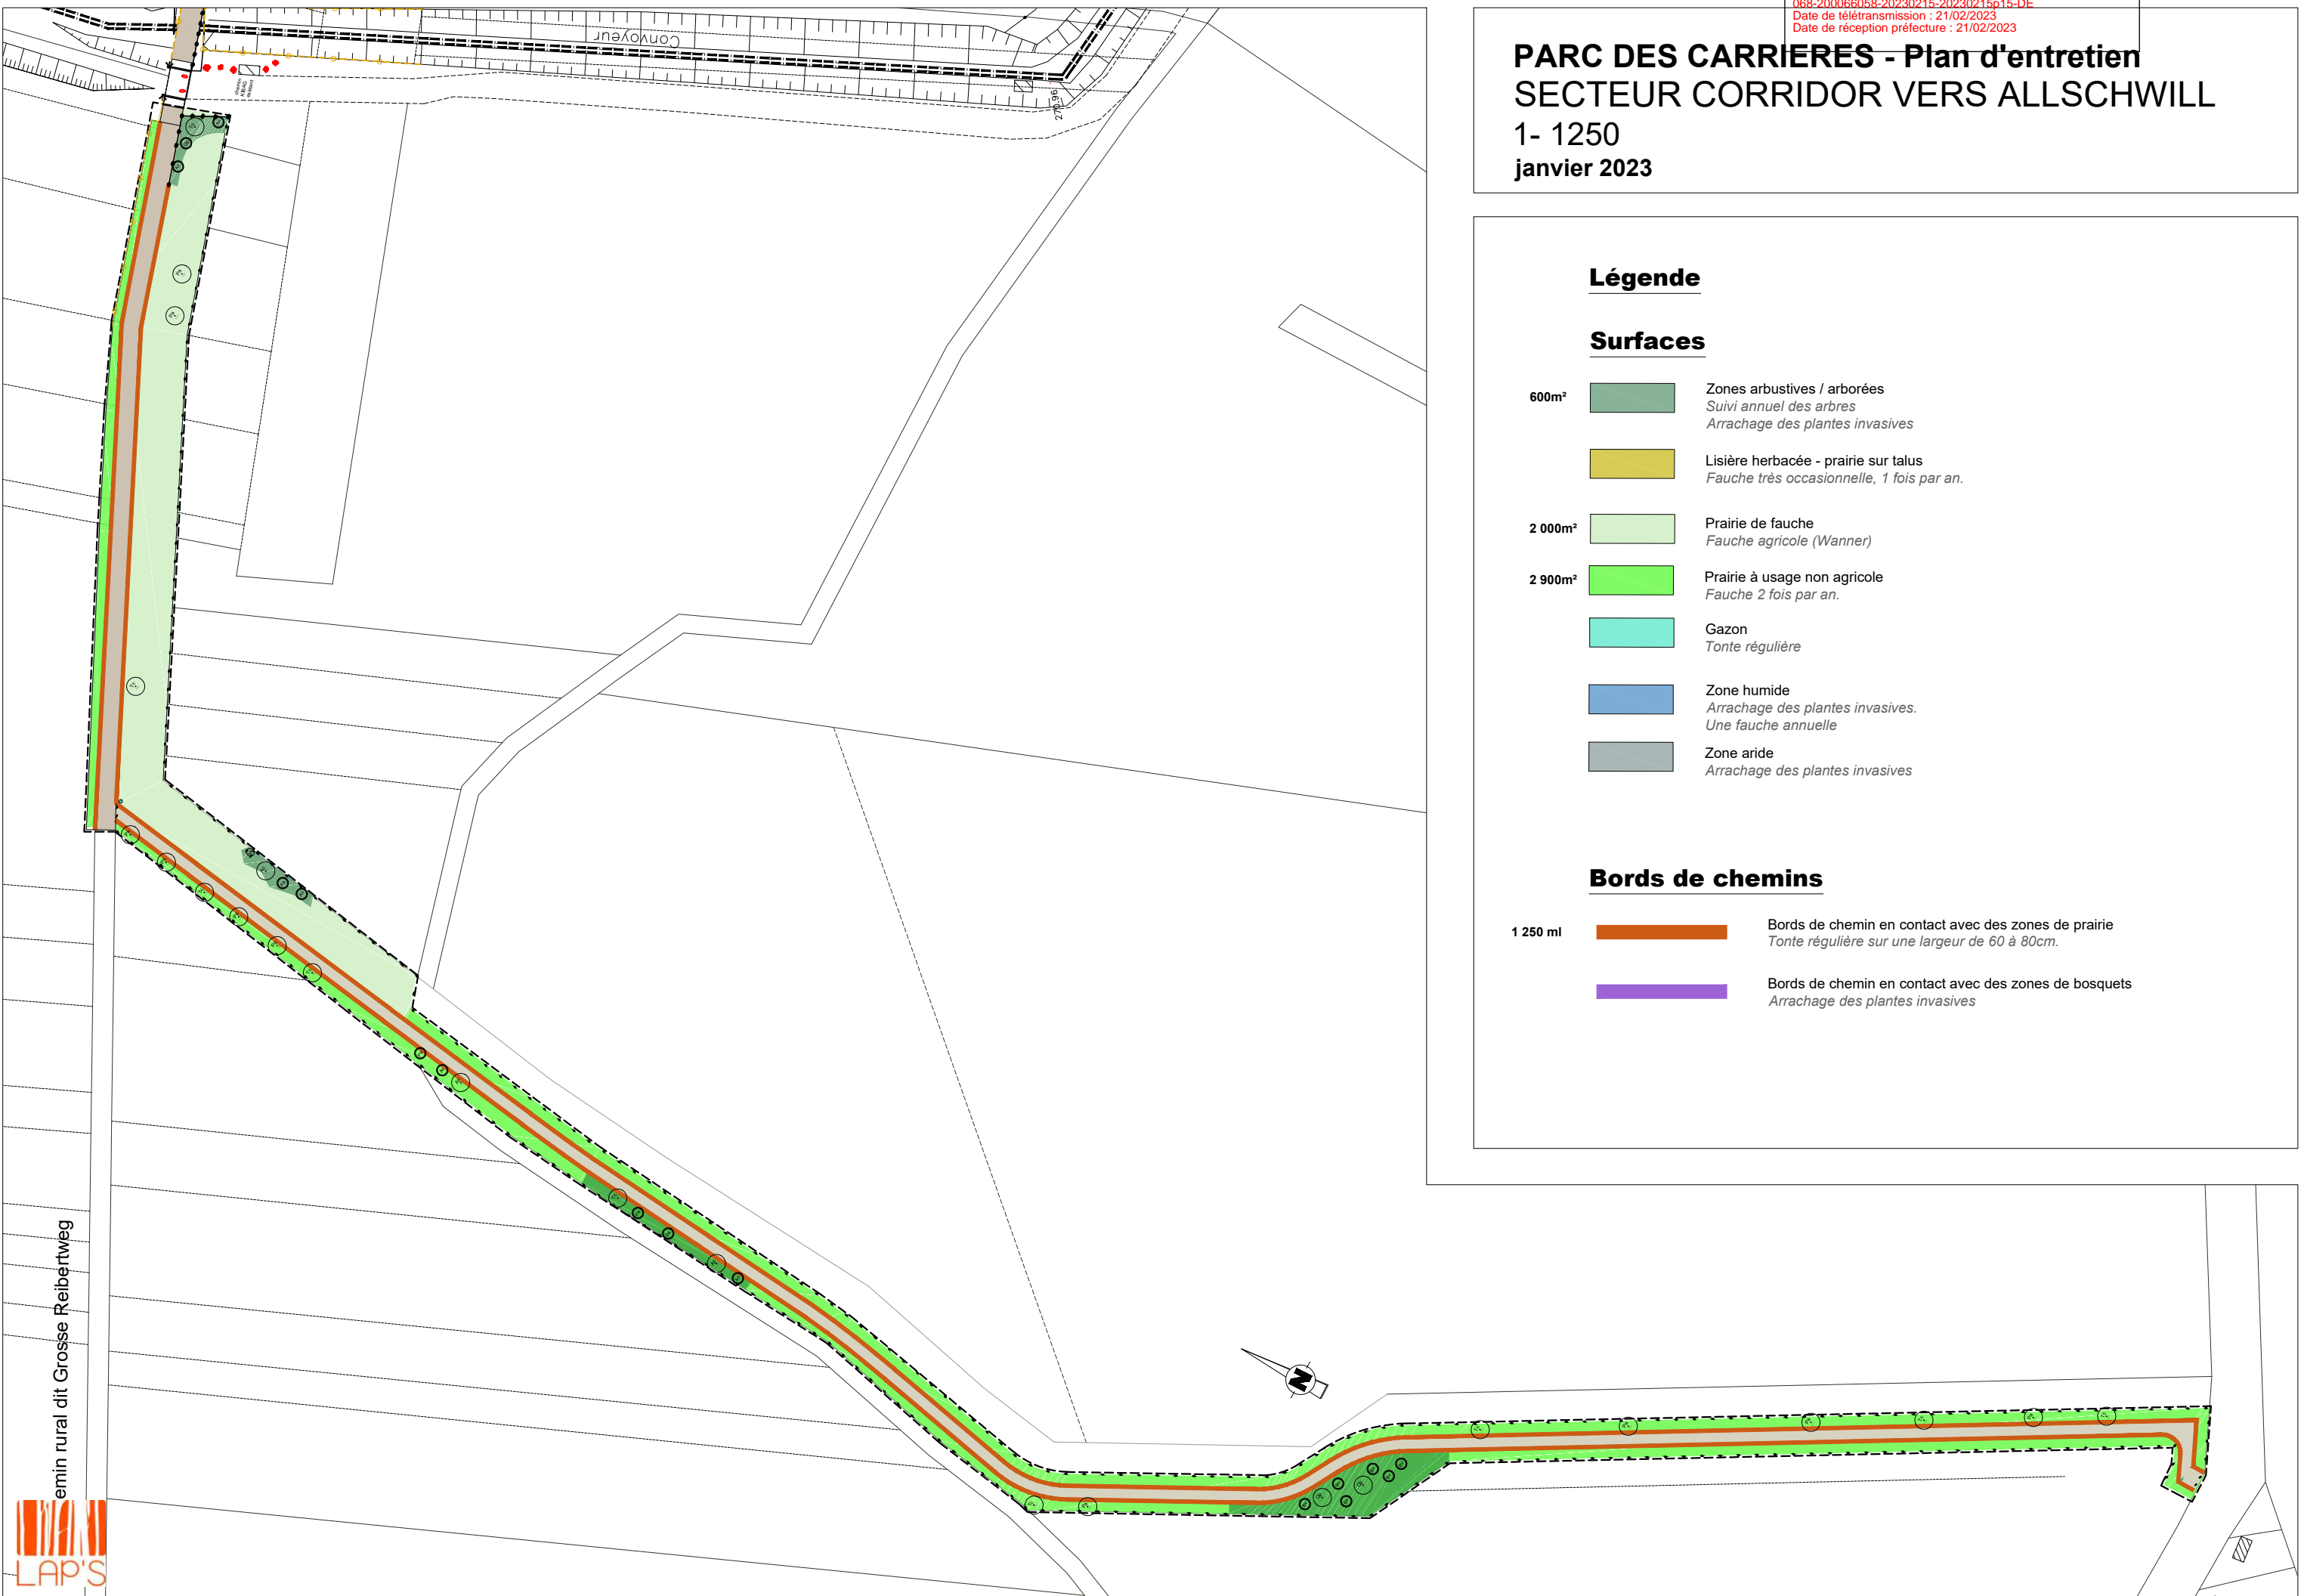 068-200066058-20230215-20230215p15-DE
Date de télétransmission : 21/02/2023
Date de réception préfecture : 21/02/2023
PARC DES CARRIERES - Plan d'entretien
SECTEUR CORRIDOR VERS ALLSCHWILL
1- 1250
janvier 2023
Convoyeur
270.96
Légende
Surfaces
600m²
Zones arbustives / arborées
Suivi annuel des arbres
Arrachage des plantes invasives
Lisière herbacée - prairie sur talus
Fauche très occasionnelle, 1 fois par an.
2 000m²
Prairie de fauche
Fauche agricole (Wanner)
2 900m²
Prairie à usage non agricole
Fauche 2 fois par an.
Gazon
Tonte régulière
Zone humide
Arrachage des plantes invasives.
Une fauche annuelle
Zone aride
Arrachage des plantes invasives
Bords de chemins
1 250 ml
Bords de chemin en contact avec des zones de prairie
Tonte régulière sur une largeur de 60 à 80cm.
Bords de chemin en contact avec des zones de bosquets
Arrachage des plantes invasives
emin rural dit Grosse Reibertweg
N
LAP'S